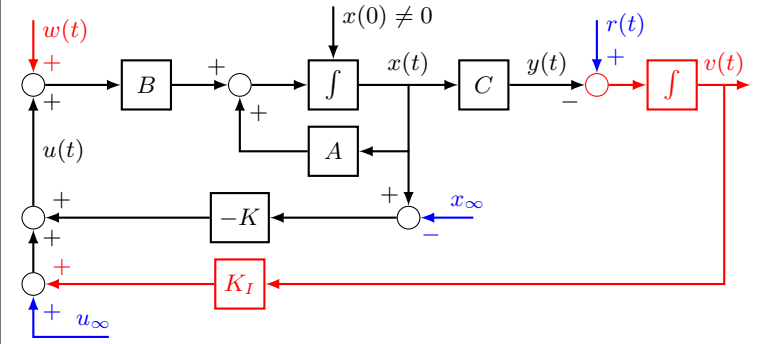 w(t) x(0) ≠ 0 r(t)
+ + x(t) y(t) + v(t)
B ∫ C ∫
+ + −
u(t) A
+ + x∞
−K
+ −
+ K_I
+ u∞